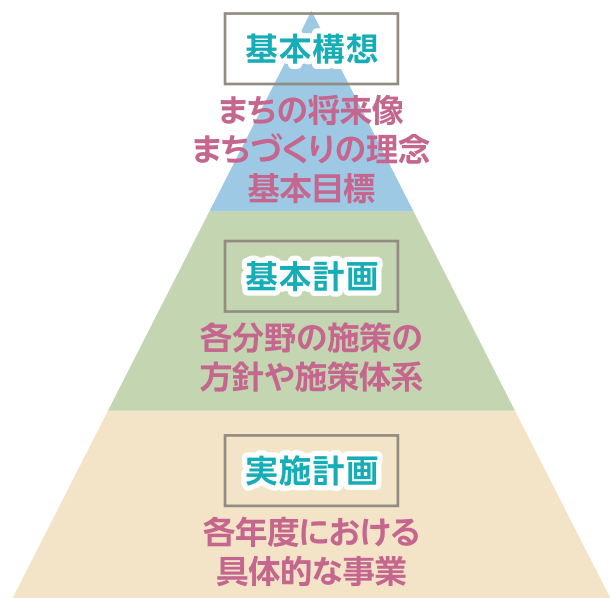 基本構想
まちの将来像
まちづくりの理念
基本目標
基本計画
各分野の施策の
方針や施策体系
実施計画
各年度における
具体的な事業